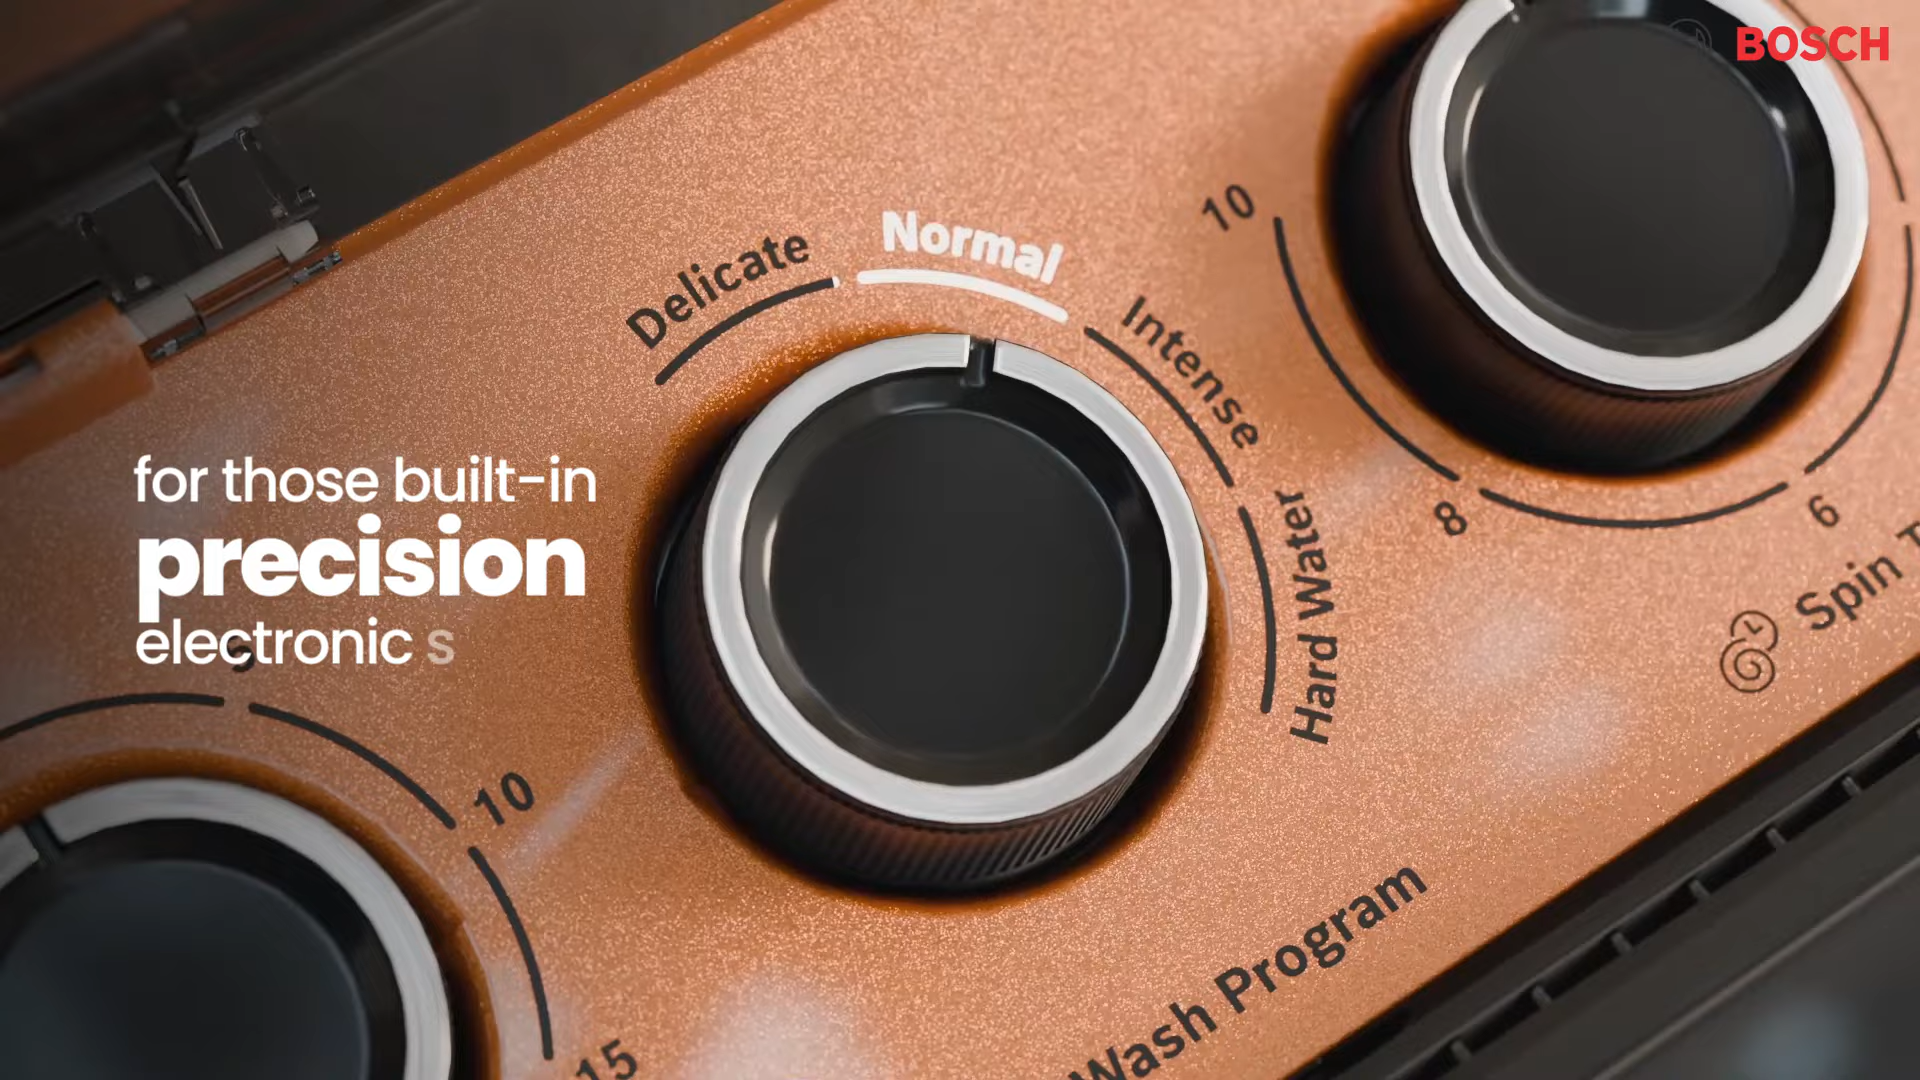 BOSCH
10
Normal
Delicate
Intense
Hard Water
8
6
Spin T
for those built-in
precision
electronic s
5
10
15
Wash Program